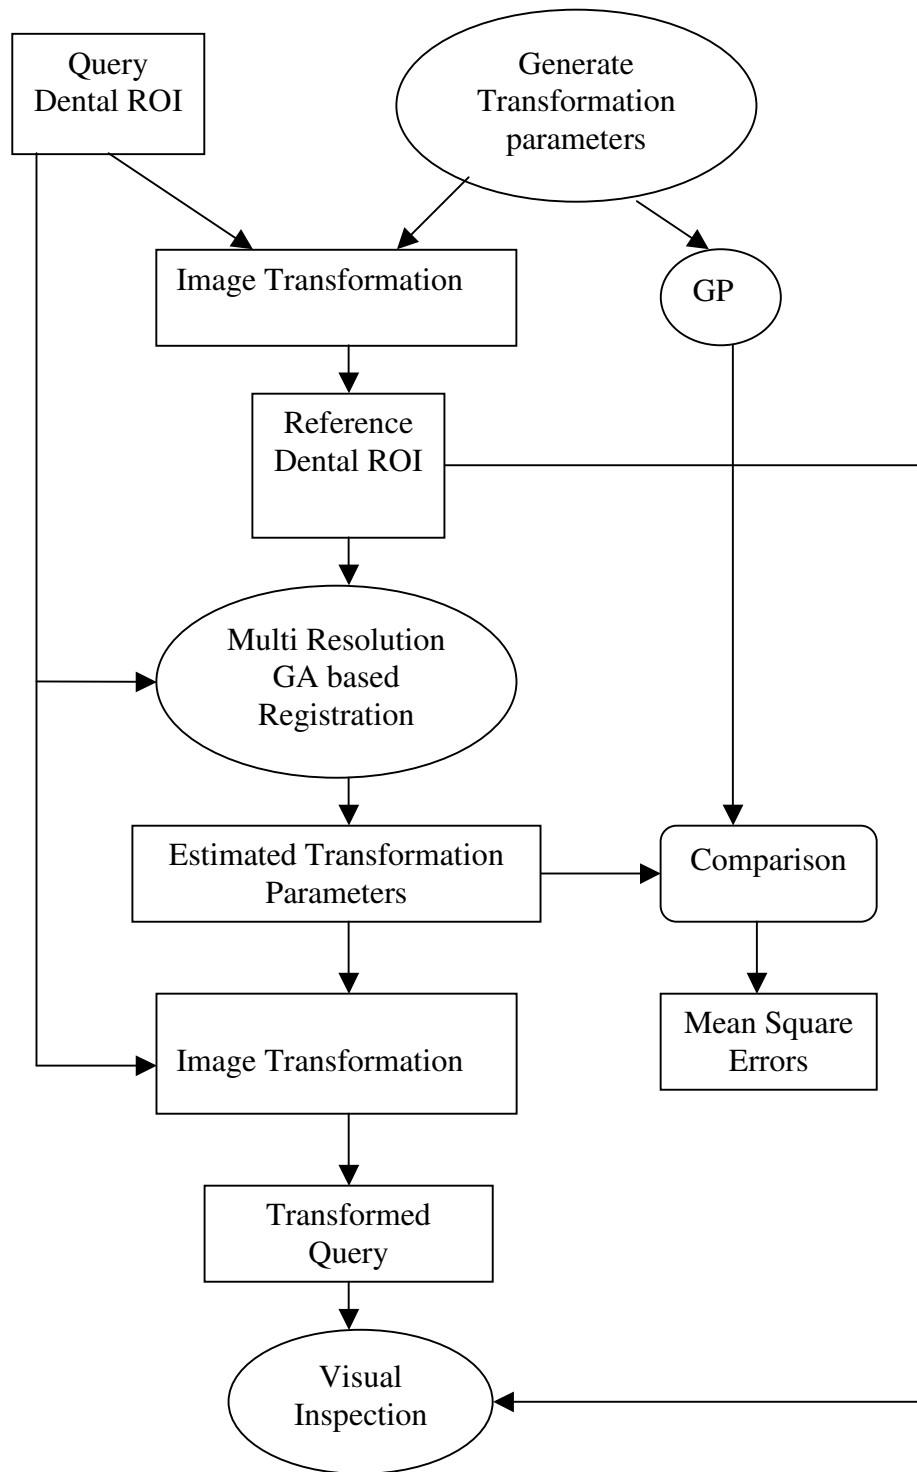 Query
Dental ROI
Generate
Transformation
parameters
Image Transformation
GP
Reference
Dental ROI
Multi Resolution
GA based
Registration
Estimated Transformation
Parameters
Comparison
Image Transformation
Mean Square
Errors
Transformed
Query
Visual
Inspection